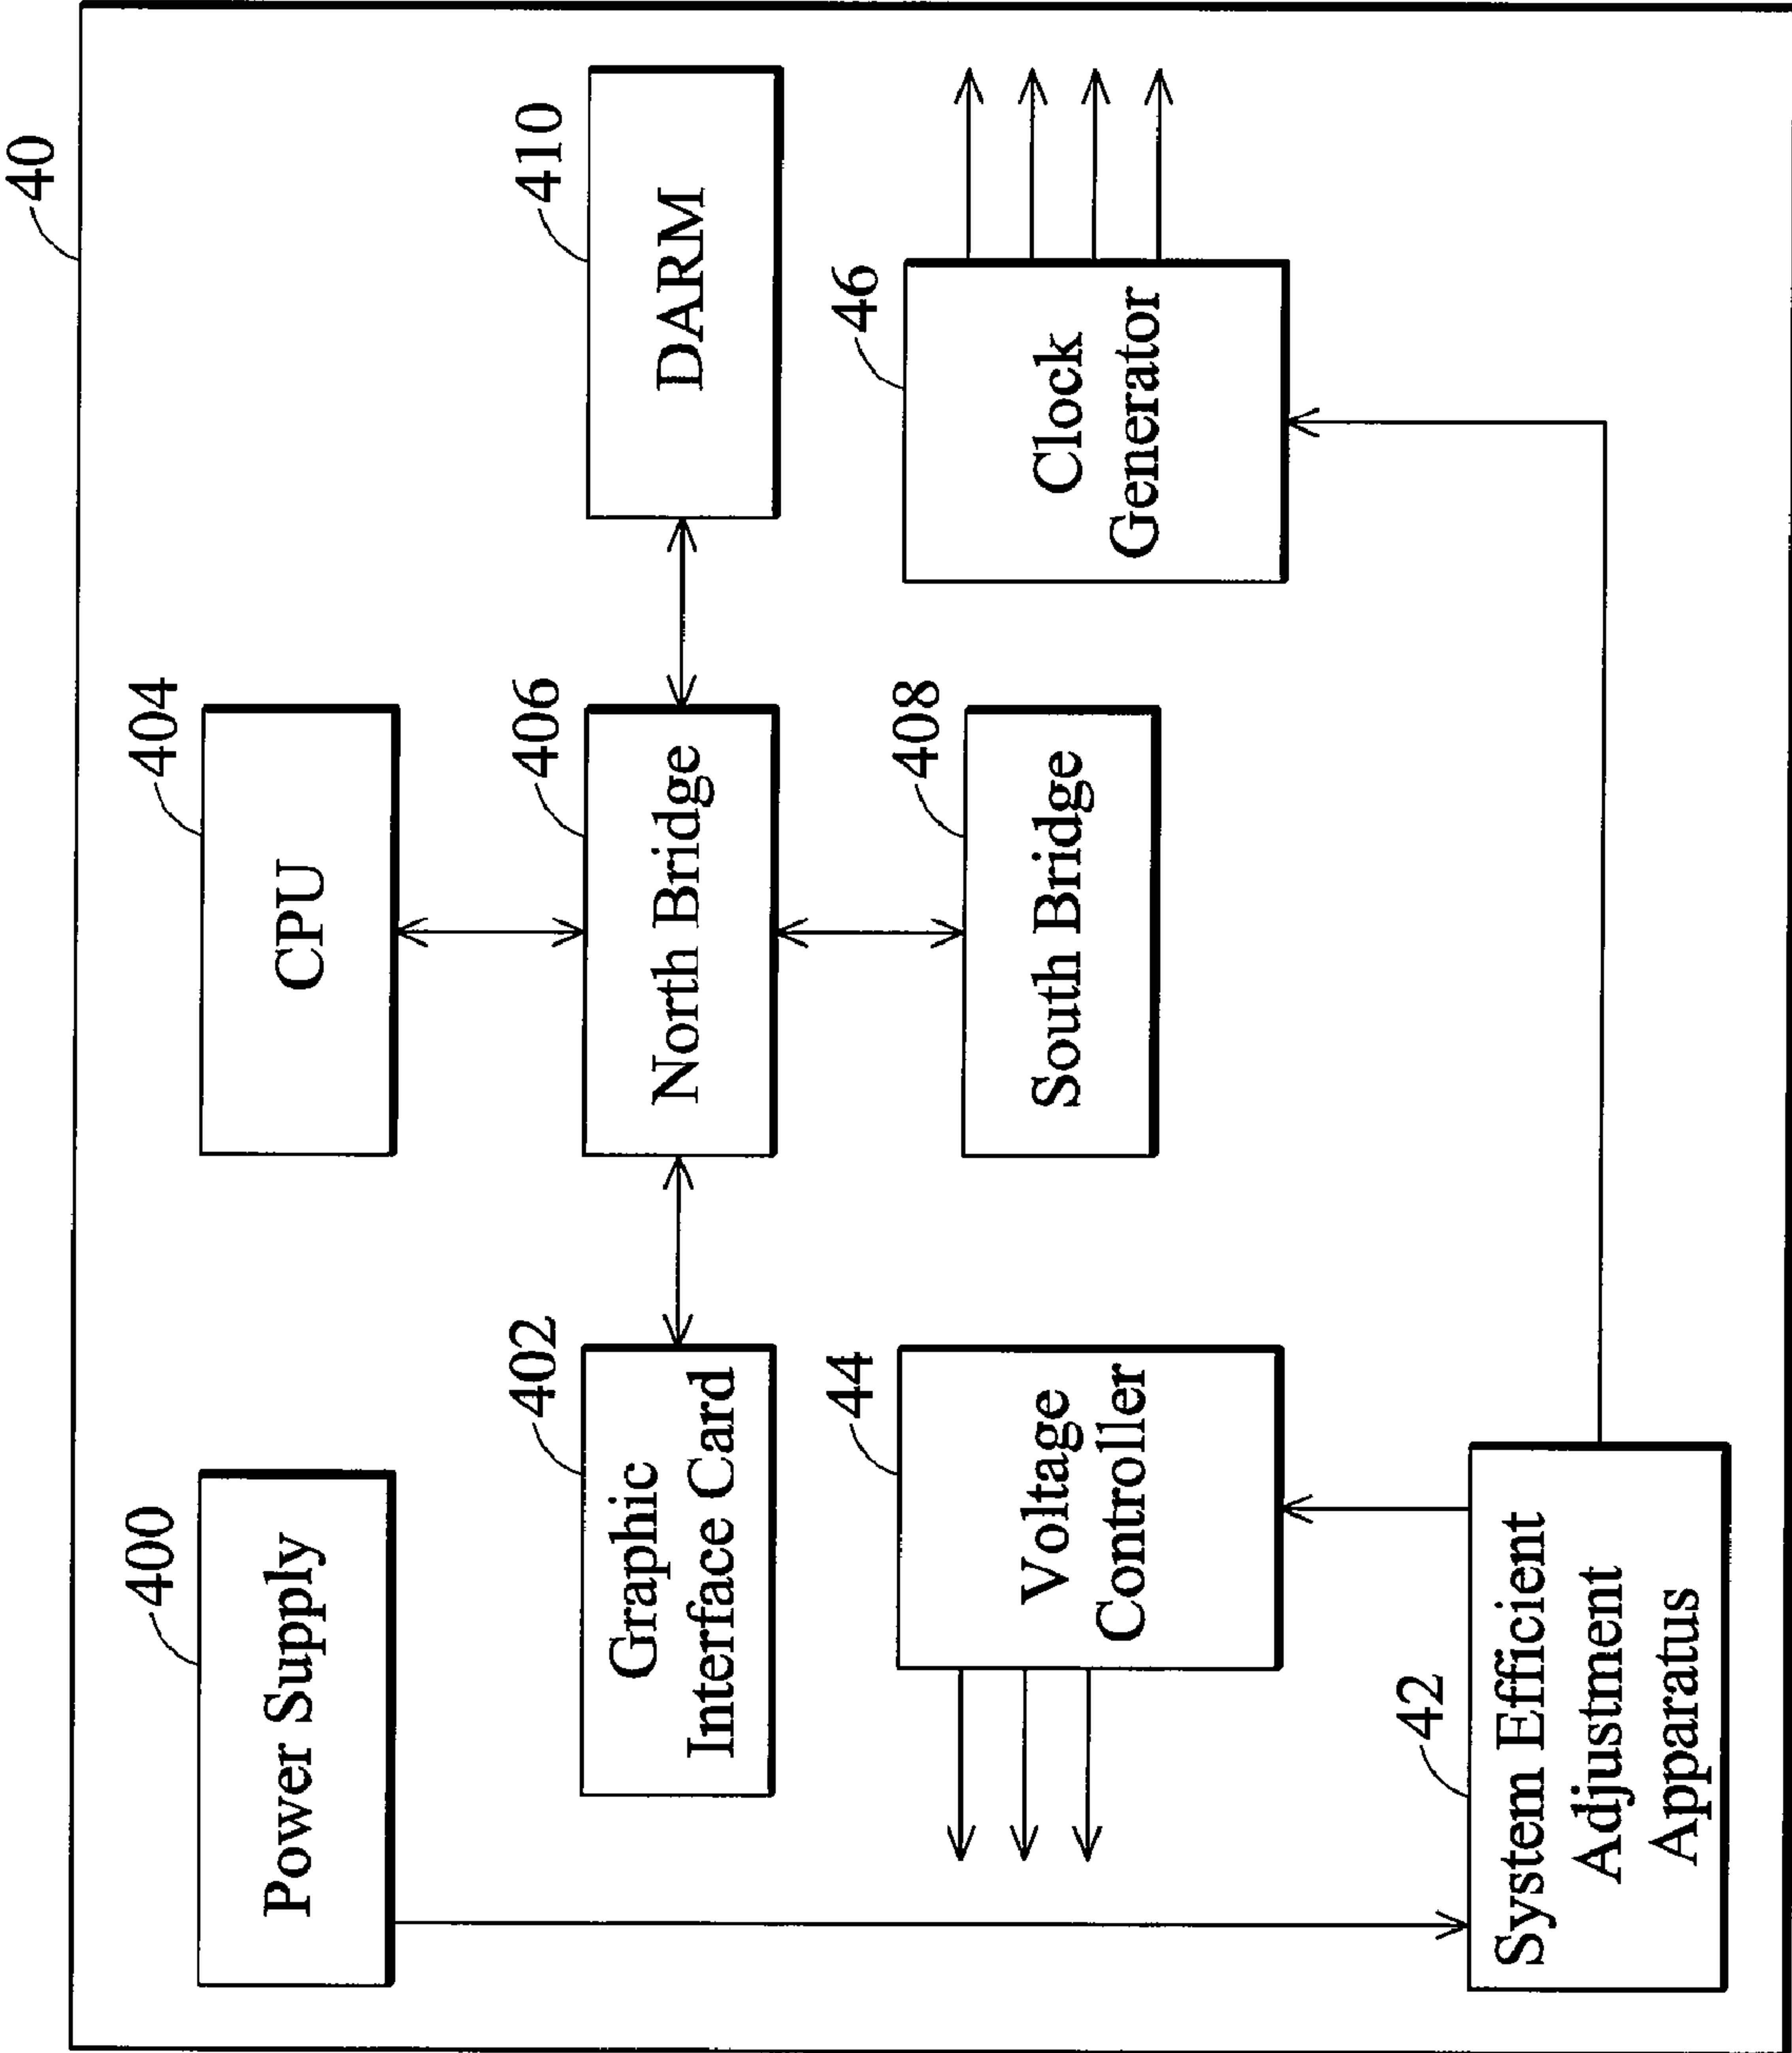 40
400
Power Supply
404
CPU
402
Graphic
Interface Card
406
North Bridge
410
DARM
44
Voltage
Controller
408
South Bridge
46
Clock
Generator
42
System Efficient
Adjustment
Apparatus